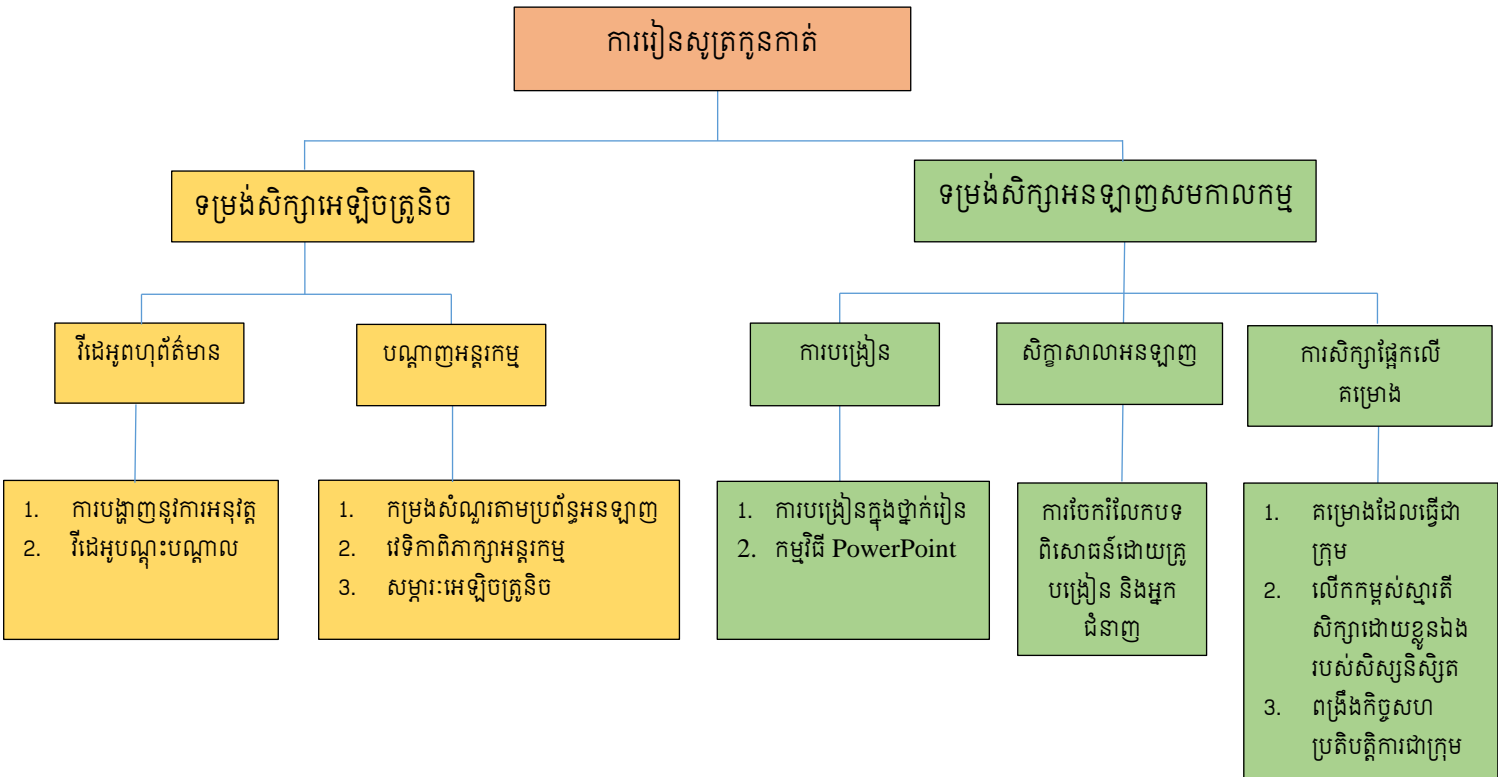 ការរៀនសូត្រកូនកាត់
ទម្រង់សិក្សាអេឡិចត្រូនិច
ទម្រង់សិក្សាអនឡាញសមកាលកម្ម
វីដេអូពហុព័ត៌មាន
បណ្តាញអន្តរកម្ម
ការបង្រៀន
សិក្ខាសាលាអនឡាញ
ការសិក្សាផ្អែកលើ
គម្រោង
1. ការបង្ហាញនូវការអនុវត្ត
2. វីដេអូបណ្តុះបណ្តាល
1. កម្រងសំណួរតាមប្រព័ន្ធអនឡាញ
2. វេទិកាពិភាក្សាអន្តរកម្ម
3. សម្ភារៈអេឡិចត្រូនិច
1. ការបង្រៀនក្នុងថ្នាក់រៀន
2. កម្មវិធី PowerPoint
ការចែករំលែកបទ
ពិសោធន៍ដោយគ្រូ
បង្រៀន និងអ្នក
ជំនាញ
1. គម្រោងដែលធ្វើជា
ក្រុម
2. លើកកម្ពស់ស្មារតី
សិក្សាដោយខ្លួនឯង
របស់សិស្សនិស្សិត
3. ពង្រឹងកិច្ចសហ
ប្រតិបត្តិការជាក្រុម